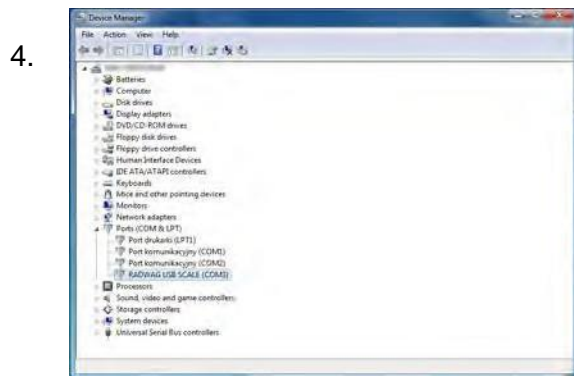 4.
Device Manager
File Action View Help
Batteries
Computer
Disk drives
Display adapters
DVD/CD-ROM drives
Floppy disk drives
Floppy drive controllers
Human Interface Devices
IDE ATA/ATAPI controllers
Keyboards
Mice and other pointing devices
Monitors
Network adapters
Ports (COM & LPT)
Port drukarki (LPT1)
Port komunikacyjny (COM1)
Port komunikacyjny (COM2)
RADWAG USB SCALE (COM3)
Processors
Sound, video and game controllers
Storage controllers
System devices
Universal Serial Bus controllers